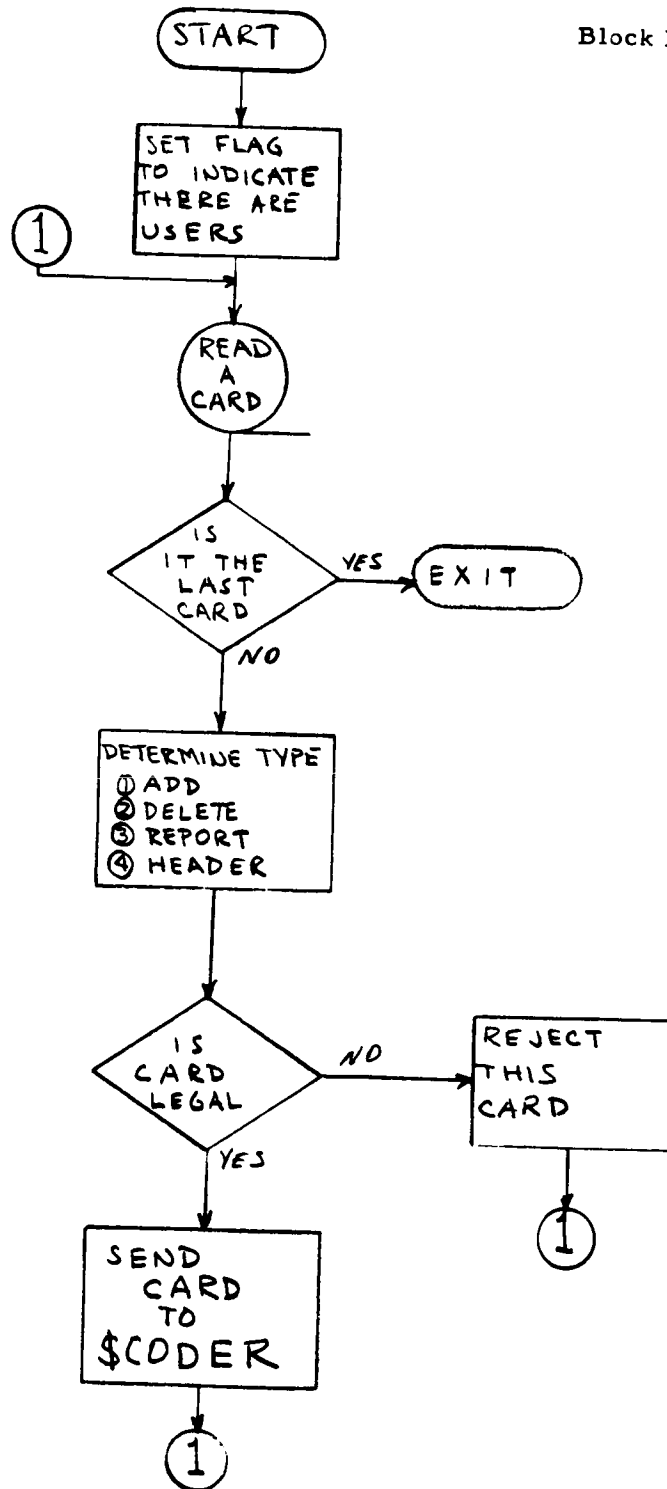 Block
START
SET FLAG
TO INDICATE
THERE ARE
USERS
1
READ
A
CARD
IS
IT THE
LAST
CARD
YES
EXIT
NO
DETERMINE TYPE
① ADD
② DELETE
③ REPORT
④ HEADER
IS
CARD
LEGAL
NO
REJECT
THIS
CARD
1
YES
SEND
CARD
TO
$CODER
1